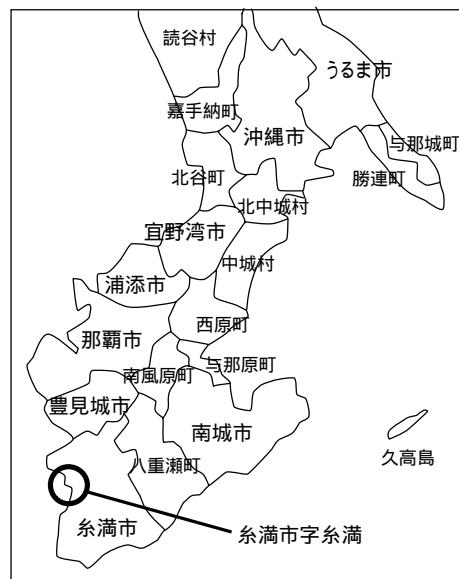 読谷村
うるま市
嘉手納町
沖縄市
与那城町
北谷町
勝連町
北中城村
宜野湾市
中城村
浦添市
西原町
那覇市
与那原町
南風原町
豊見城市
南城市
久高島
八重瀬町
糸満市
糸満市字糸満